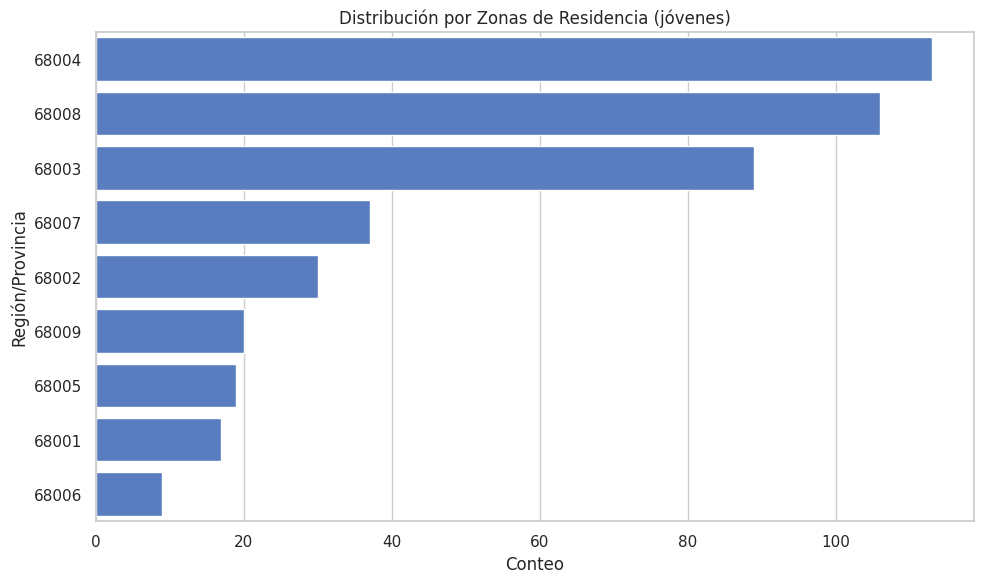 Distribución por Zonas de Residencia (jóvenes)
Región/Provincia
68004
68008
68003
68007
68002
68009
68005
68001
68006
0 20 40 60 80 100
Conteo